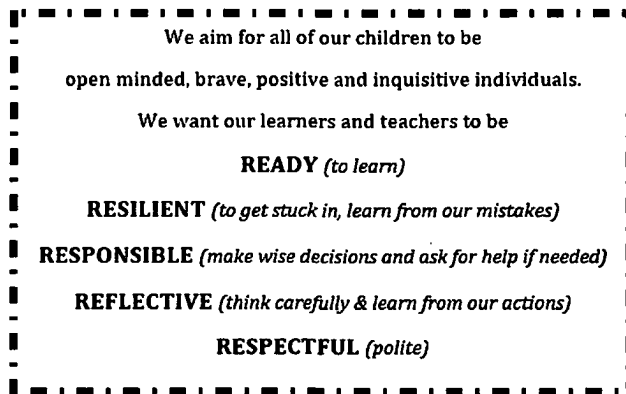 We aim for all of our children to be
open minded, brave, positive and inquisitive individuals.
We want our learners and teachers to be
READY (to learn)
RESILIENT (to get stuck in, learn from our mistakes)
RESPONSIBLE (make wise decisions and ask for help if needed)
REFLECTIVE (think carefully & learn from our actions)
RESPECTFUL (polite)